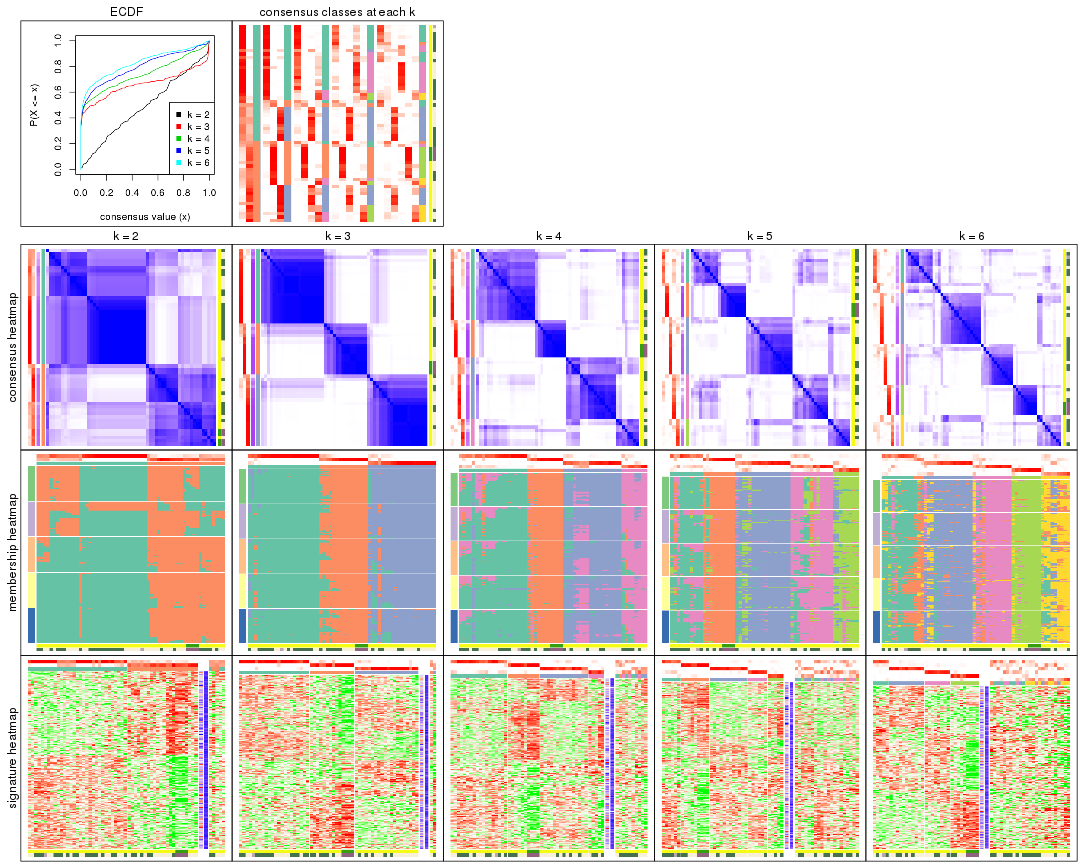 ECDF
consensus classes at each k
P(X <= x)
0.0 0.2 0.4 0.6 0.8 1.0
k = 2
k = 3
k = 4
k = 5
k = 6
0.0 0.2 0.4 0.6 0.8 1.0
consensus value (x)
k = 2
k = 3
k = 4
k = 5
k = 6
consensus heatmap
membership heatmap
signature heatmap